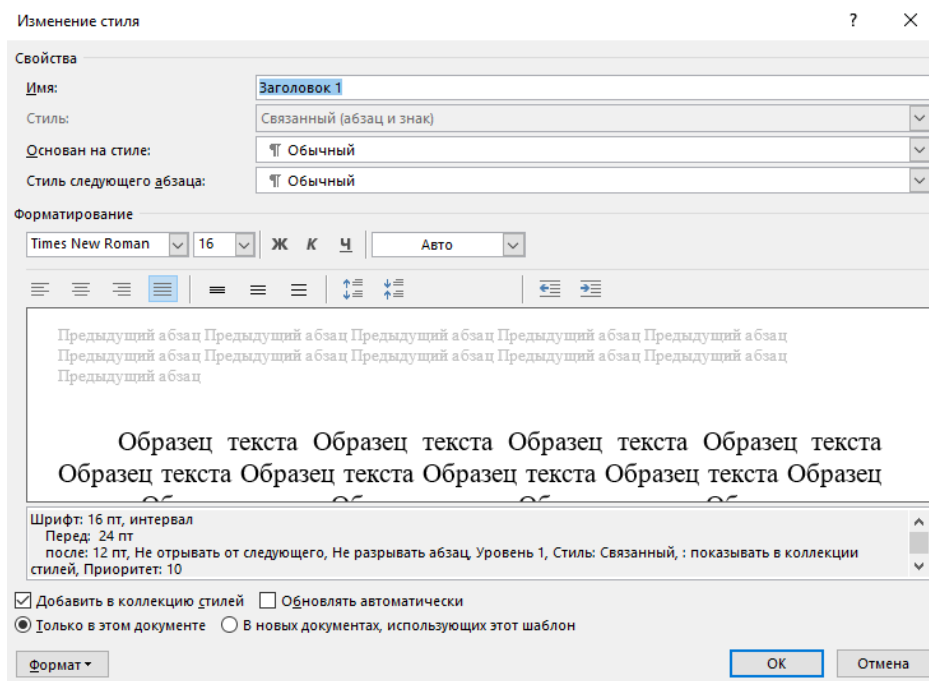 Изменение стиля ?
Свойства
Имя: Заголовок 1
Стиль: Связанный (абзац и знак)
Основан на стиле: ¶ Обычный
Стиль следующего абзаца: ¶ Обычный
Форматирование
Times New Roman 16 Ж К Ч Авто
Предыдущий абзац Предыдущий абзац Предыдущий абзац Предыдущий абзац Предыдущий абзац
Предыдущий абзац Предыдущий абзац Предыдущий абзац Предыдущий абзац Предыдущий абзац
Предыдущий абзац
Образец текста Образец текста Образец текста Образец текста
Образец текста Образец текста Образец текста Образец текста Образец
Шрифт: 16 пт, интервал
Перед: 24 пт
после: 12 пт, Не отрывать от следующего, Не разрывать абзац, Уровень 1, Стиль: Связанный, : показывать в коллекции
стилей, Приоритет: 10
Добавить в коллекцию стилей Обновлять автоматически
Только в этом документе В новых документах, использующих этот шаблон
Формат ОК Отмена